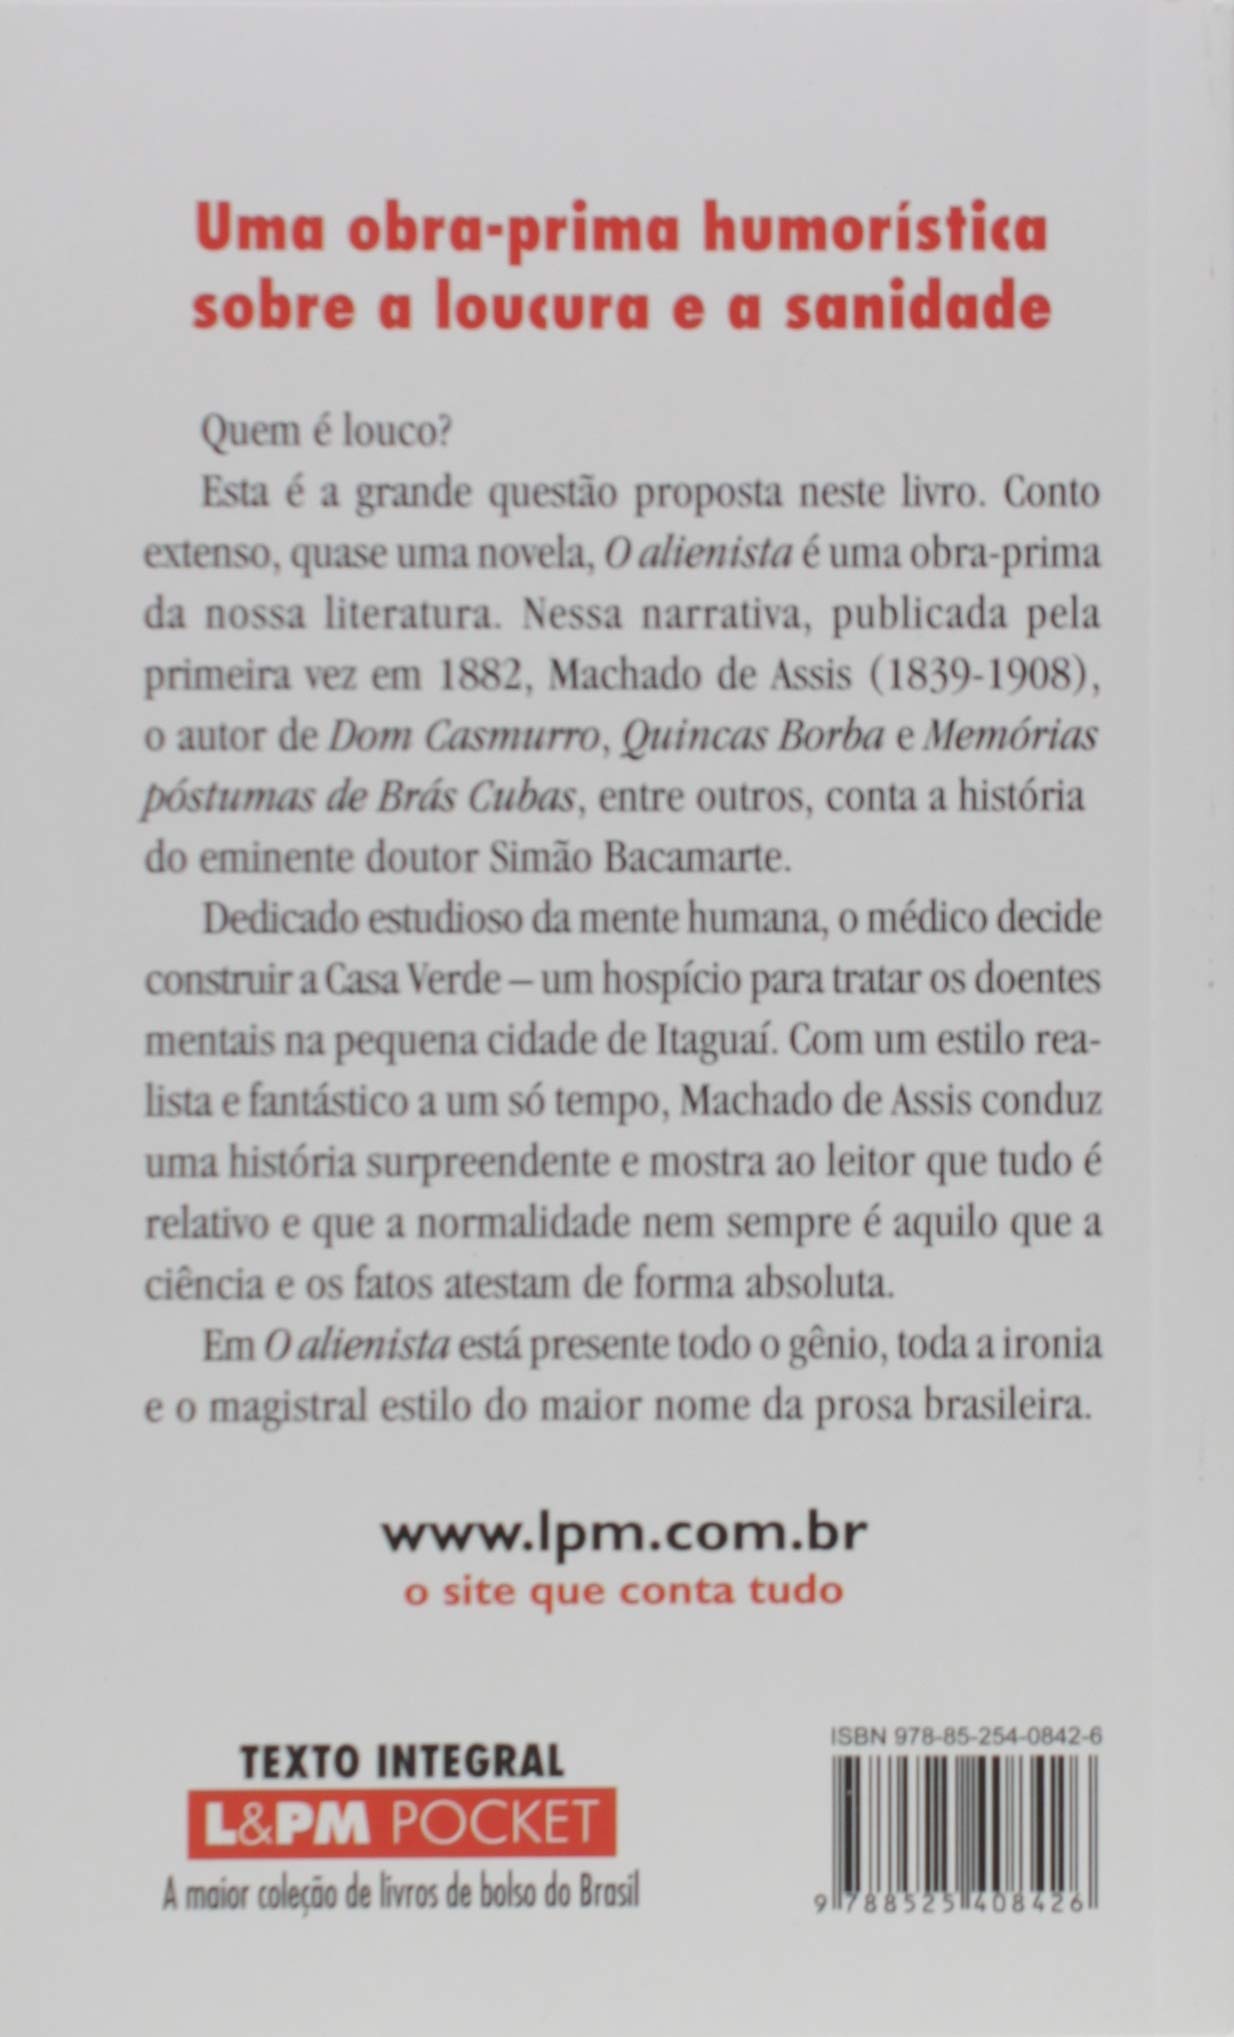 Uma obra-prima humorística
sobre a loucura e a sanidade
Quem é louco?
Esta é a grande questão proposta neste livro. Conto
extenso, quase uma novela, O alienista é uma obra-prima
da nossa literatura. Nessa narrativa, publicada pela
primeira vez em 1882, Machado de Assis (1839-1908),
o autor de Dom Casmurro, Quincas Borba e Memórias
póstumas de Brás Cubas, entre outros, conta a história
do eminente doutor Simão Bacamarte.
Dedicado estudioso da mente humana, o médico decide
construir a Casa Verde – um hospício para tratar os doentes
mentais na pequena cidade de Itaguaí. Com um estilo rea-
lista e fantástico a um só tempo, Machado de Assis conduz
uma história surpreendente e mostra ao leitor que tudo é
relativo e que a normalidade nem sempre é aquilo que a
ciência e os fatos atestam de forma absoluta.
Em O alienista está presente todo o gênio, toda a ironia
e o magistral estilo do maior nome da prosa brasileira.
www.lpm.com.br
o site que conta tudo
TEXTO INTEGRAL
L&PM POCKET
A maior coleção de livros de bolso do Brasil
ISBN 978-85-254-0842-6
9 788525 408426